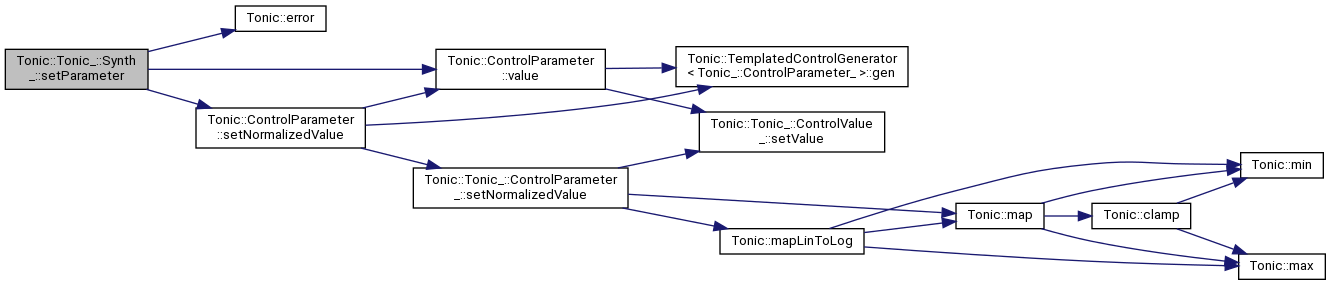 Tonic::error
Tonic::Tonic_::Synth
_::setParameter
Tonic::ControlParameter
::value
Tonic::TemplatedControlGenerator
< Tonic_::ControlParameter_ >::gen
Tonic::ControlParameter
::setNormalizedValue
Tonic::Tonic_::ControlValue
_::setValue
Tonic::Tonic_::ControlParameter
_::setNormalizedValue
Tonic::min
Tonic::map
Tonic::clamp
Tonic::mapLinToLog
Tonic::max